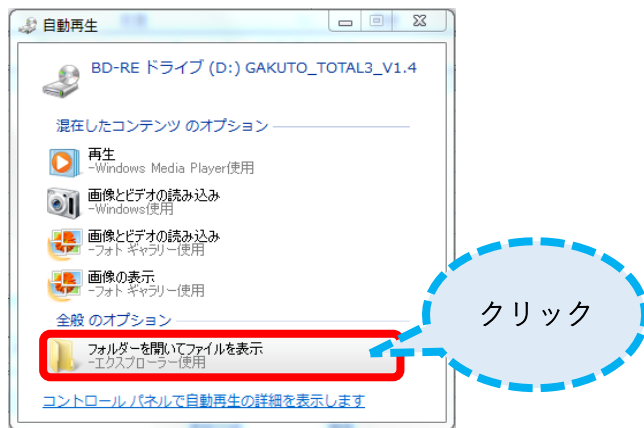 自動再生
BD-RE ドライブ (D:) GAKUTO_TOTAL3_V1.4
混在したコンテンツ のオプション
再生
-Windows Media Player使用
画像とビデオの読み込み
-Windows使用
画像とビデオの読み込み
-フォト ギャラリー使用
画像の表示
-フォト ギャラリー使用
全般 のオプション
フォルダーを開いてファイルを表示
-エクスプローラー使用
クリック
コントロール パネルで自動再生の詳細を表示します